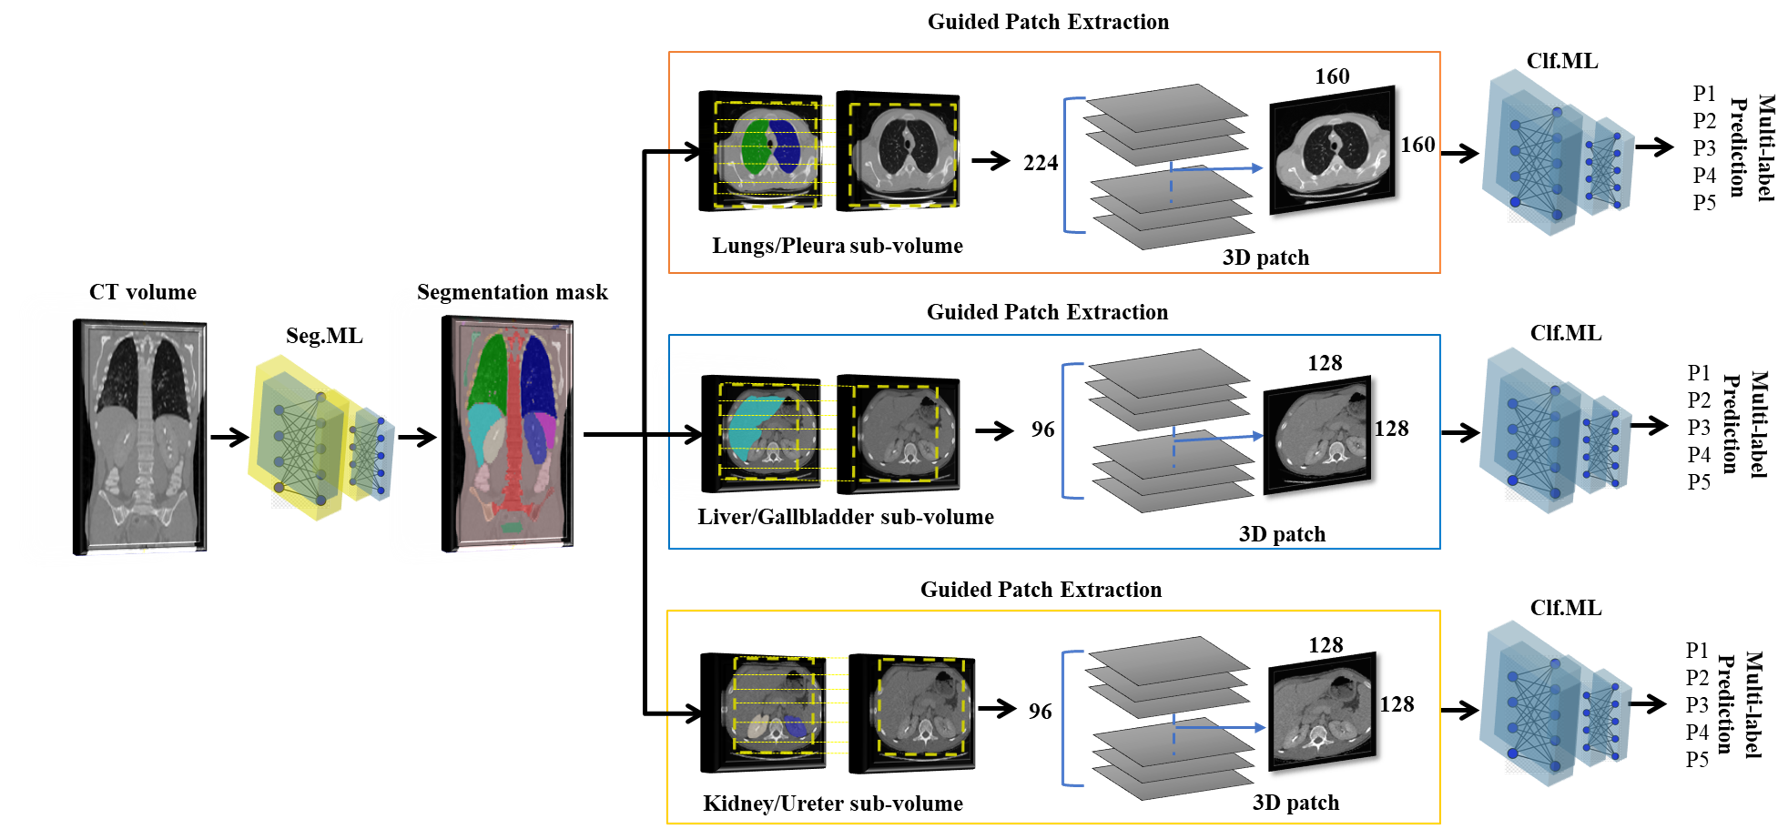 CT volume
Seg.ML
Segmentation mask
Guided Patch Extraction
Lungs/Pleura sub-volume
224
160
160
3D patch
Clf.ML
P1
P2
P3
P4
P5
Multi-label
Prediction
Guided Patch Extraction
Liver/Gallbladder sub-volume
96
128
128
3D patch
Clf.ML
P1
P2
P3
P4
P5
Multi-label
Prediction
Guided Patch Extraction
Kidney/Ureter sub-volume
96
128
128
3D patch
Clf.ML
P1
P2
P3
P4
P5
Multi-label
Prediction